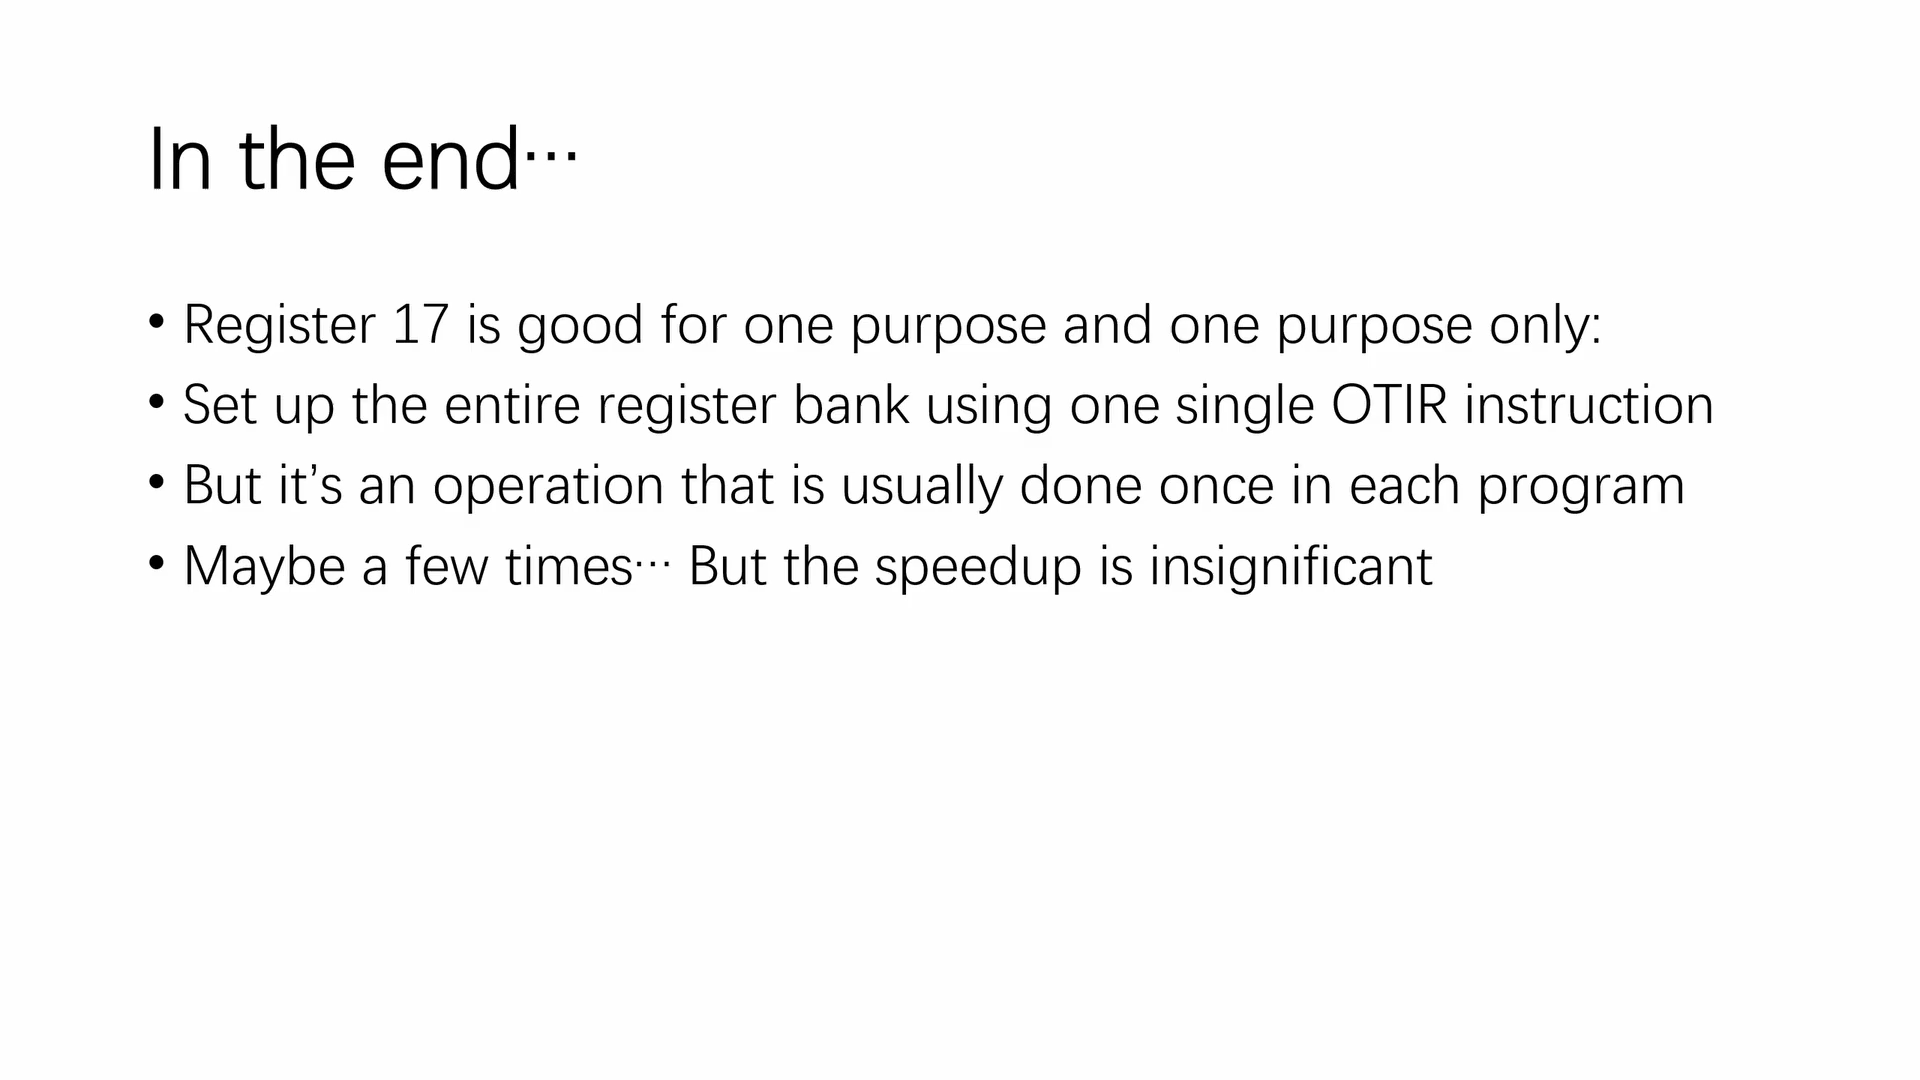 In the end⋯
• Register 17 is good for one purpose and one purpose only:
• Set up the entire register bank using one single OTIR instruction
• But it’s an operation that is usually done once in each program
• Maybe a few times⋯ But the speedup is insignificant